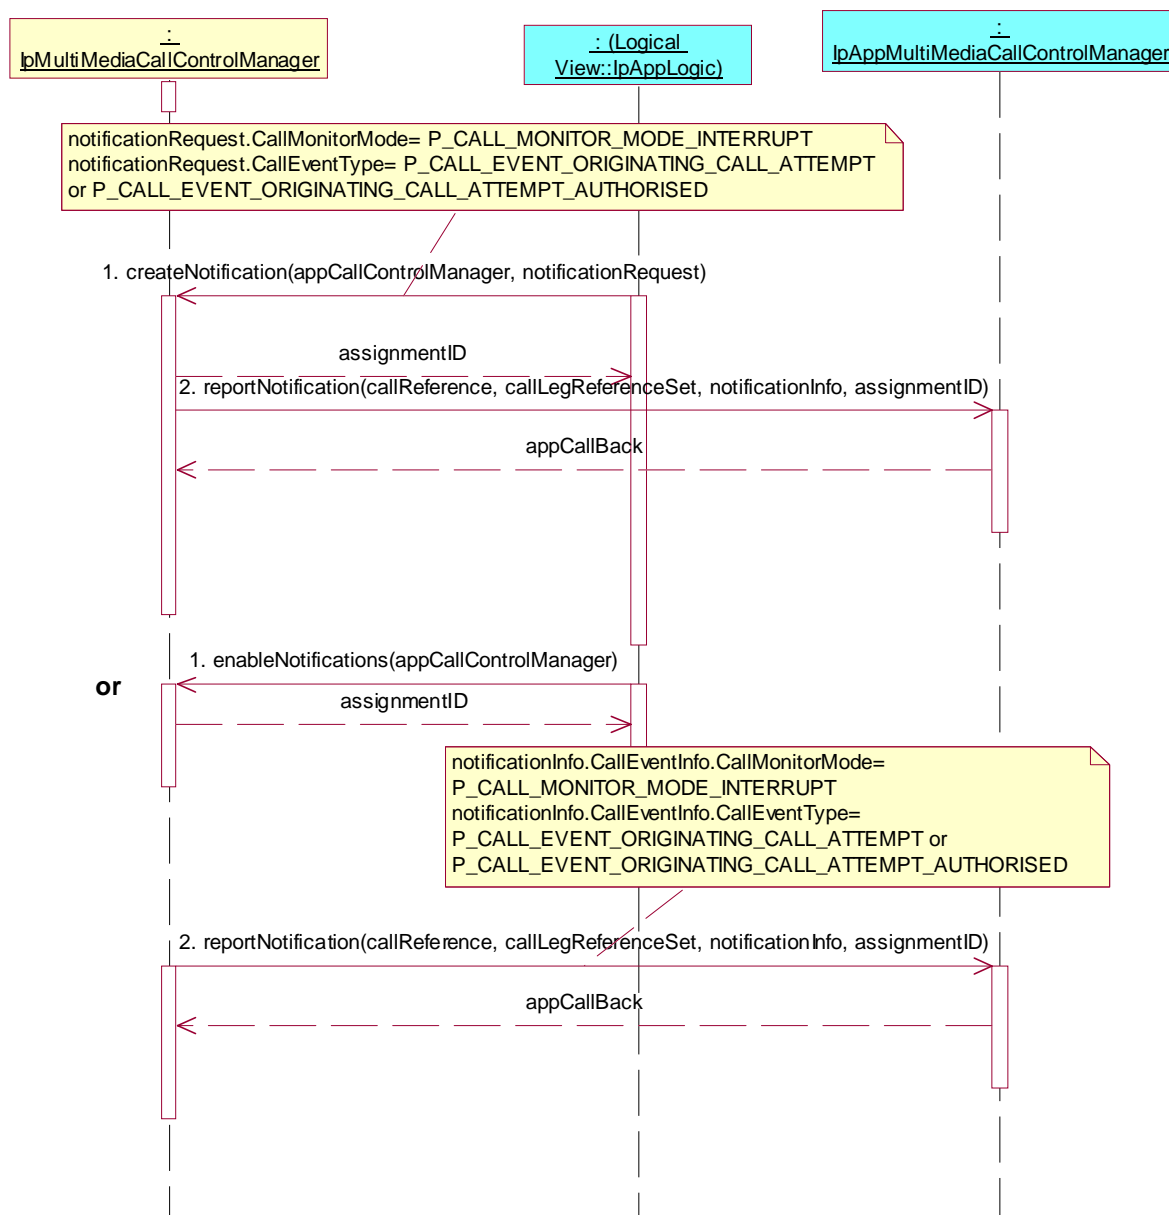 :
IpMultiMediaCallControlManager
: (Logical
View::IpAppLogic)
:
IpAppMultiMediaCallControlManager
notificationRequest.CallMonitorMode= P_CALL_MONITOR_MODE_INTERRUPT
notificationRequest.CallEventType= P_CALL_EVENT_ORIGINATING_CALL_ATTEMPT
or P_CALL_EVENT_ORIGINATING_CALL_ATTEMPT_AUTHORISED
1. createNotification(appCallControlManager, notificationRequest)
assignmentID
2. reportNotification(callReference, callLegReferenceSet, notificationInfo, assignmentID)
appCallBack
1. enableNotifications(appCallControlManager)
or
assignmentID
notificationInfo.CallEventInfo.CallMonitorMode=
P_CALL_MONITOR_MODE_INTERRUPT
notificationInfo.CallEventInfo.CallEventType=
P_CALL_EVENT_ORIGINATING_CALL_ATTEMPT or
P_CALL_EVENT_ORIGINATING_CALL_ATTEMPT_AUTHORISED
2. reportNotification(callReference, callLegReferenceSet, notificationInfo, assignmentID)
appCallBack